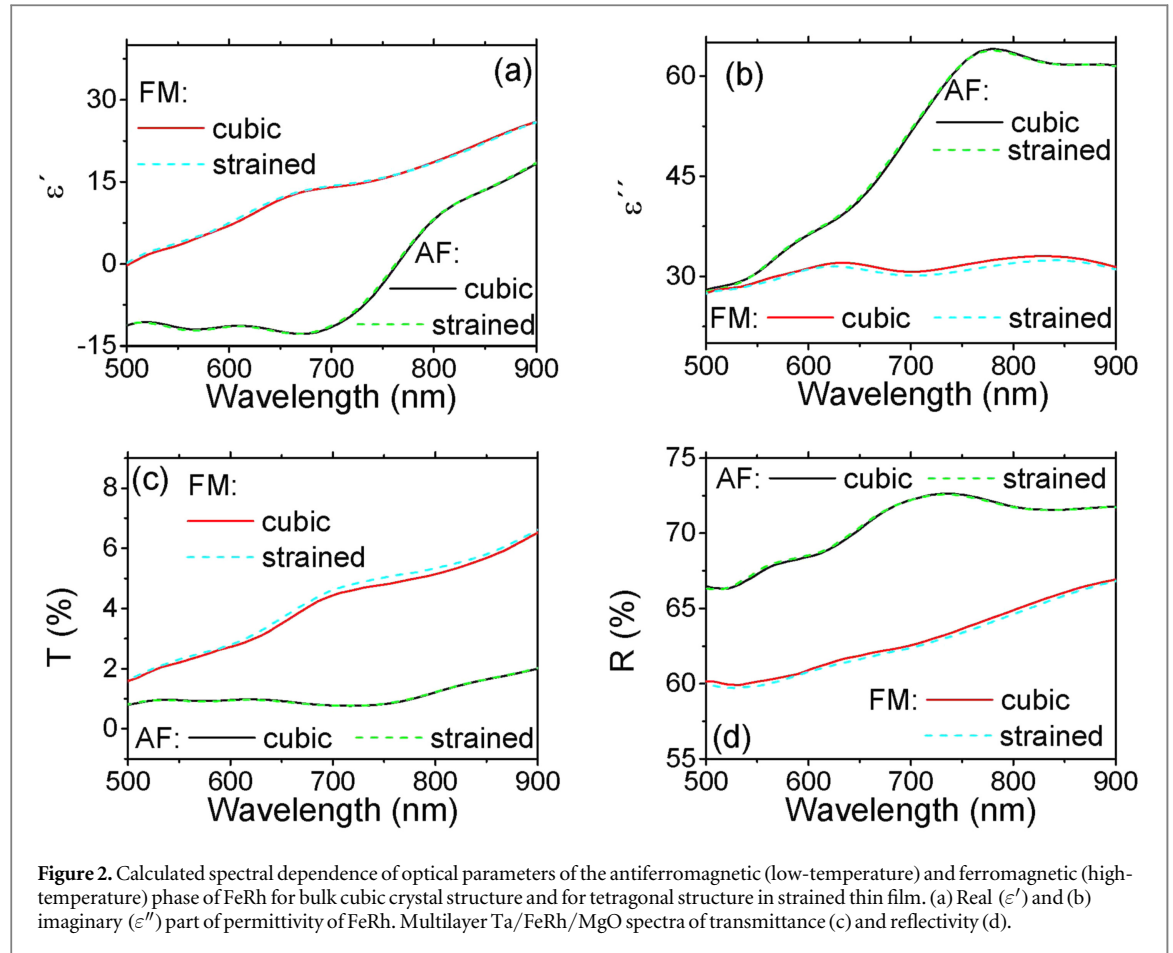 (a)
FM:
cubic
strained
AF:
cubic
strained
30
15
0
-15
ε′
500 600 700 800 900
Wavelength (nm)
(b)
AF:
cubic
strained
FM: cubic strained
60
45
30
ε′′
500 600 700 800 900
Wavelength (nm)
(c)
FM:
cubic
strained
AF: cubic strained
8
6
4
2
0
T (%)
500 600 700 800 900
Wavelength (nm)
AF: cubic strained
FM: cubic
strained
(d)
75
70
65
60
55
R (%)
500 600 700 800 900
Wavelength (nm)
Figure 2. Calculated spectral dependence of optical parameters of the antiferromagnetic (low-temperature) and ferromagnetic (high-
temperature) phase of FeRh for bulk cubic crystal structure and for tetragonal structure in strained thin film. (a) Real (ε′) and (b)
imaginary (ε″) part of permittivity of FeRh. Multilayer Ta/FeRh/MgO spectra of transmittance (c) and reflectivity (d).